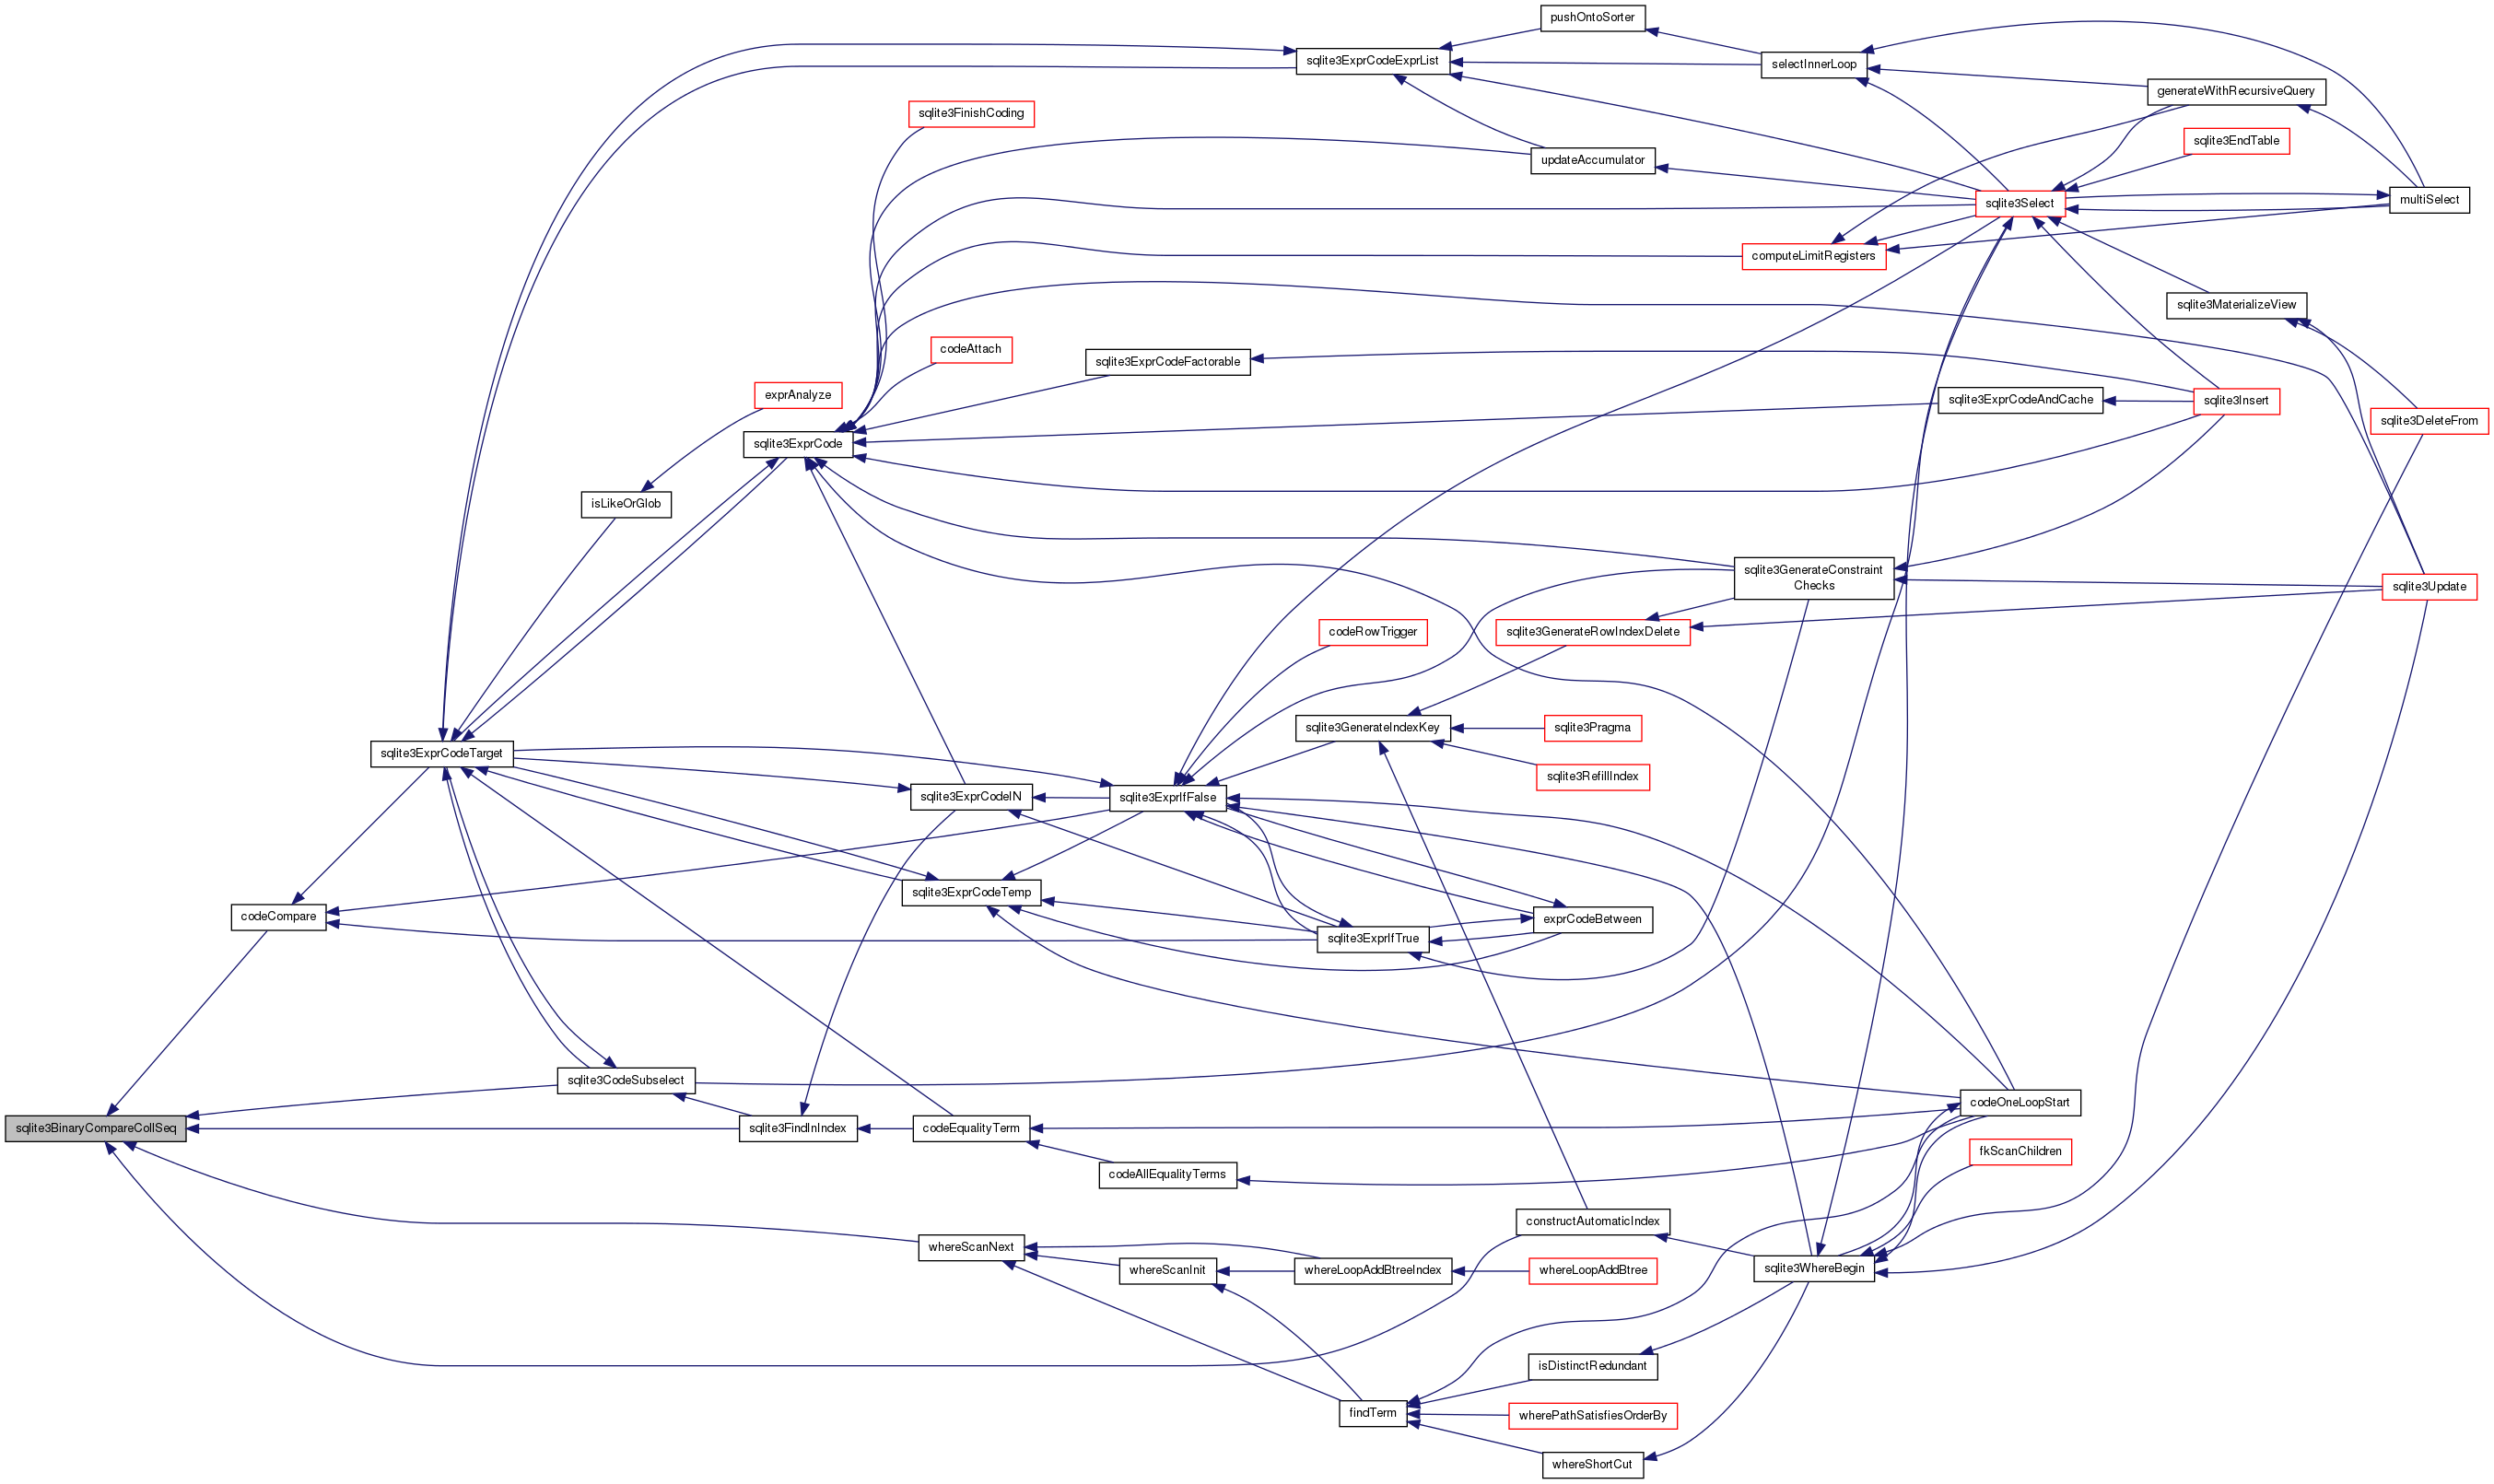 pushOntoSorter
sqlite3ExprCodeExprList
selectInnerLoop
generateWithRecursiveQuery
sqlite3FinishCoding
sqlite3EndTable
updateAccumulator
sqlite3Select
multiSelect
computeLimitRegisters
sqlite3MaterializeView
codeAttach
sqlite3ExprCodeFactorable
exprAnalyze
sqlite3ExprCodeAndCache
sqlite3Insert
sqlite3DeleteFrom
sqlite3ExprCode
isLikeOrGlob
sqlite3GenerateConstraint
Checks
sqlite3Update
codeRowTrigger
sqlite3GenerateRowIndexDelete
sqlite3GenerateIndexKey
sqlite3Pragma
sqlite3ExprCodeTarget
sqlite3RefillIndex
sqlite3ExprCodeIN
sqlite3ExprIfFalse
sqlite3ExprCodeTemp
codeCompare
exprCodeBetween
sqlite3ExprIfTrue
sqlite3CodeSubselect
codeOneLoopStart
sqlite3BinaryCompareCollSeq
sqlite3FindInIndex
codeEqualityTerm
fkScanChildren
codeAllEqualityTerms
constructAutomaticIndex
whereScanNext
whereScanInit
whereLoopAddBtreeIndex
whereLoopAddBtree
sqlite3WhereBegin
isDistinctRedundant
findTerm
wherePathSatisfiesOrderBy
whereShortCut